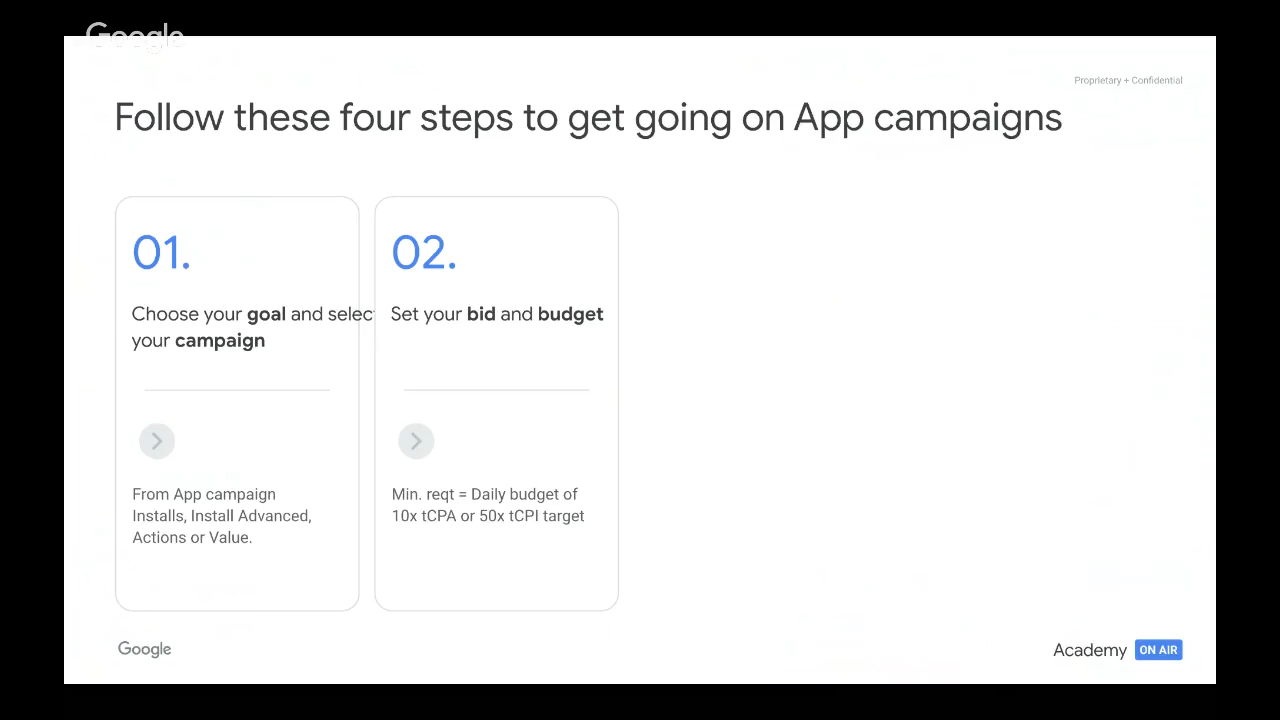 Google
Proprietary + Confidential
Follow these four steps to get going on App campaigns
01.
Choose your goal and selec
your campaign
From App campaign
Installs, Install Advanced,
Actions or Value.
02.
Set your bid and budget
Min. reqt = Daily budget of
10x tCPA or 50x tCPI target
Google
Academy ON AIR